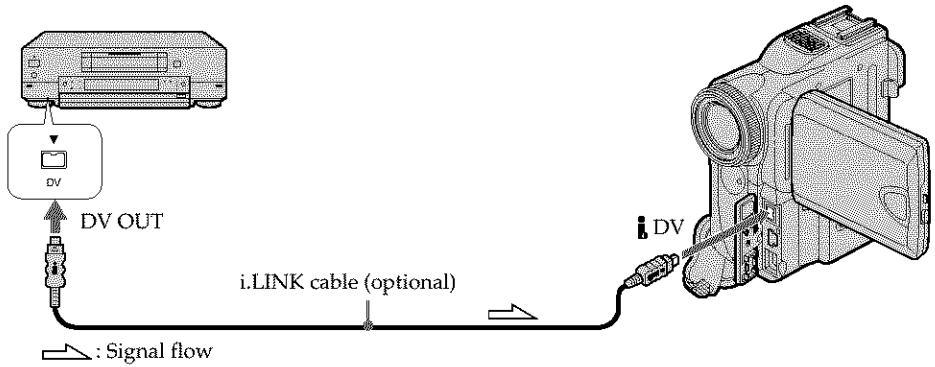 DV
DV OUT
i DV
i.LINK cable (optional)
: Signal flow